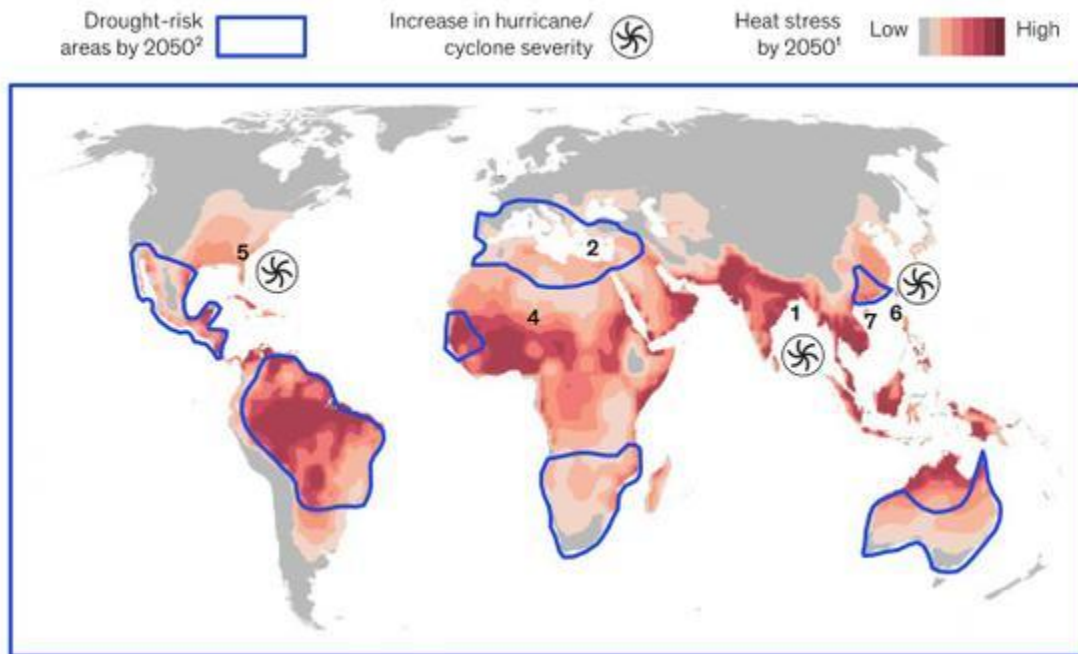 Drought-risk
areas by 2050²
Increase in hurricane/
cyclone severity
Heat stress
by 2050¹
Low
High
5
2
4
1
7
6